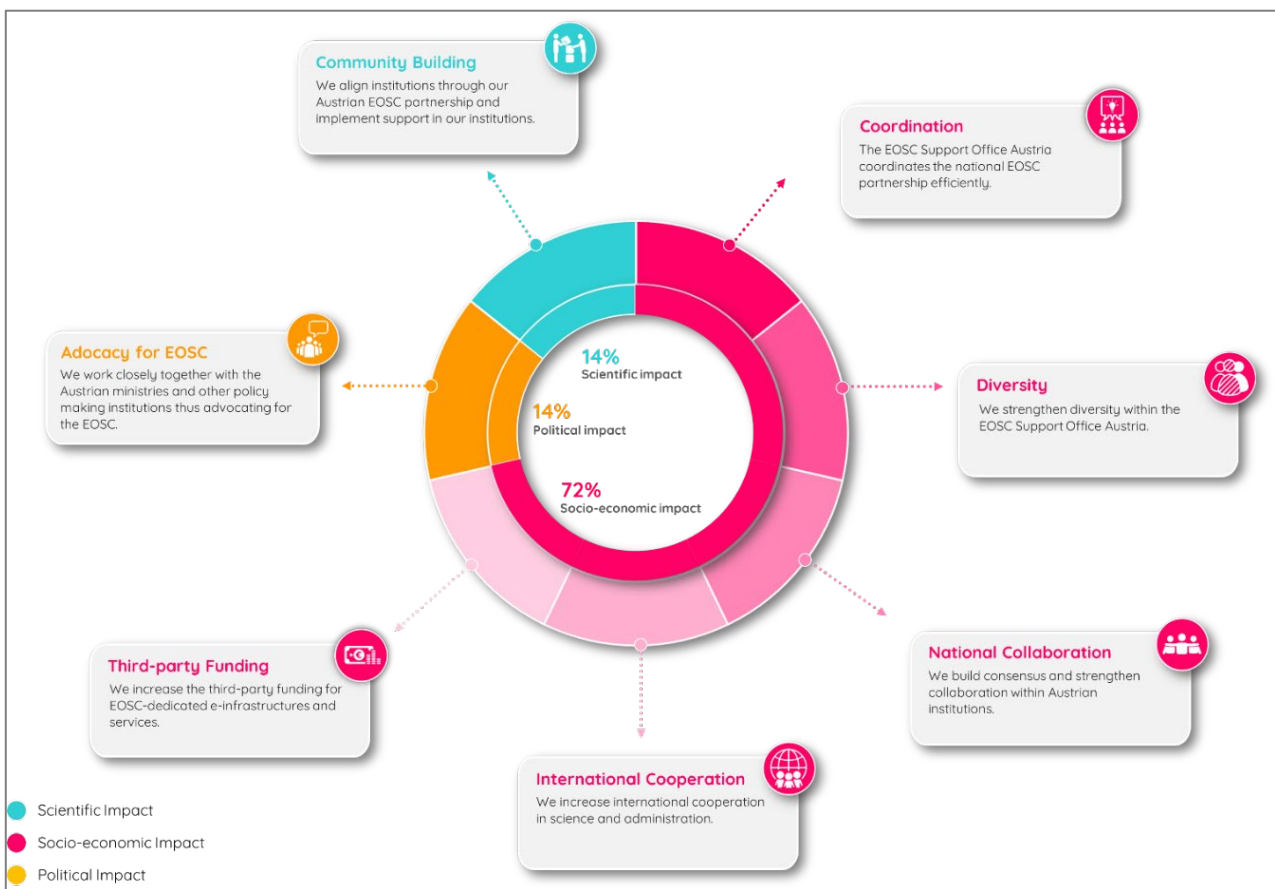 Community Building
We align institutions through our
Austrian EOSC partnership and
implement support in our institutions.
Coordination
The EOSC Support Office Austria
coordinates the national EOSC
partnership efficiently.
Adocacy for EOSC
We work closely together with the
Austrian ministries and other policy
making institutions thus advocating for
the EOSC.
14%
Scientific impact
14%
Political impact
72%
Socio-economic impact
Diversity
We strengthen diversity within the
EOSC Support Office Austria.
Third-party Funding
We increase the third-party funding for
EOSC-dedicated e-infrastructures and
services.
National Collaboration
We build consensus and strengthen
collaboration within Austrian
institutions.
International Cooperation
We increase international cooperation
in science and administration.
Scientific Impact
Socio-economic Impact
Political Impact